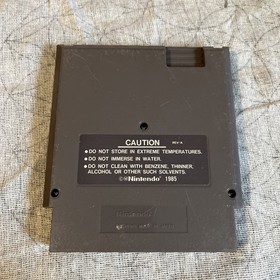 CAUTION REV-A
● DO NOT STORE IN EXTREME TEMPERATURES.
● DO NOT IMMERSE IN WATER.
● DO NOT CLEAN WITH BENZENE, THINNER,
ALCOHOL OR OTHER SUCH SOLVENTS.
©®Nintendo® 1985